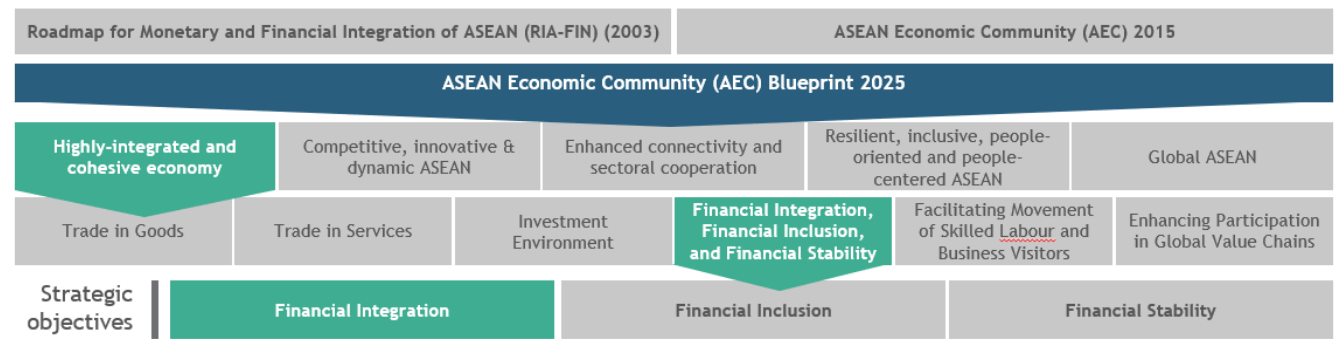 Roadmap for Monetary and Financial Integration of ASEAN (RIA-FIN) (2003)
ASEAN Economic Community (AEC) 2015
ASEAN Economic Community (AEC) Blueprint 2025
Highly-integrated and
cohesive economy
Competitive, innovative &
dynamic ASEAN
Enhanced connectivity and
sectoral cooperation
Resilient, inclusive, people-
oriented and people-
centered ASEAN
Global ASEAN
Trade in Goods
Trade in Services
Investment
Environment
Financial Integration,
Financial Inclusion,
and Financial Stability
Facilitating Movement
of Skilled Labour and
Business Visitors
Enhancing Participation
in Global Value Chains
Strategic
objectives
Financial Integration
Financial Inclusion
Financial Stability